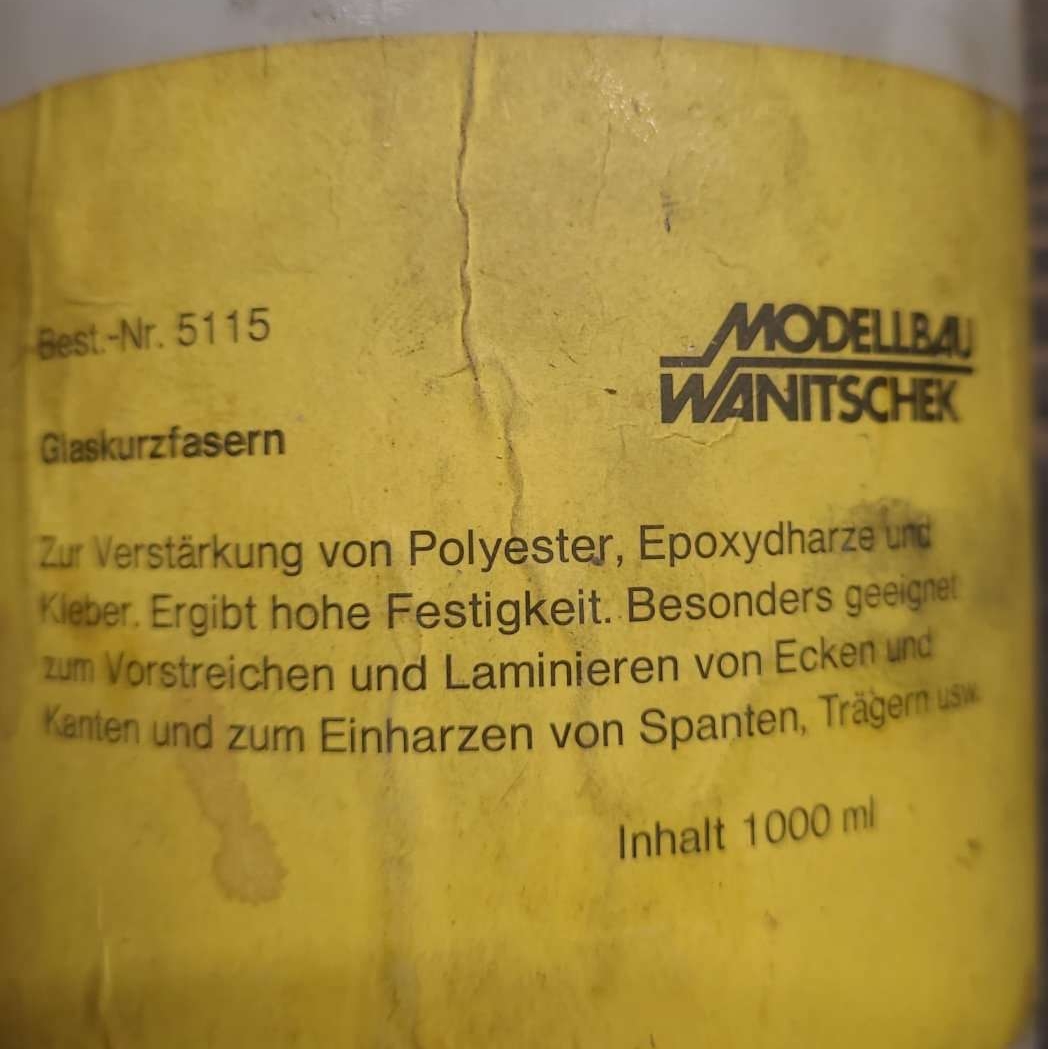 Best.-Nr. 5115
MODELLBAU
WANITSCHEK
Glaskurzfasern
Zur Verstärkung von Polyester, Epoxydharze und
Kleber. Ergibt hohe Festigkeit. Besonders geeignet
zum Vorstreichen und Laminieren von Ecken und
Kanten und zum Einharzen von Spanten, Trägern usw.
Inhalt 1000 ml